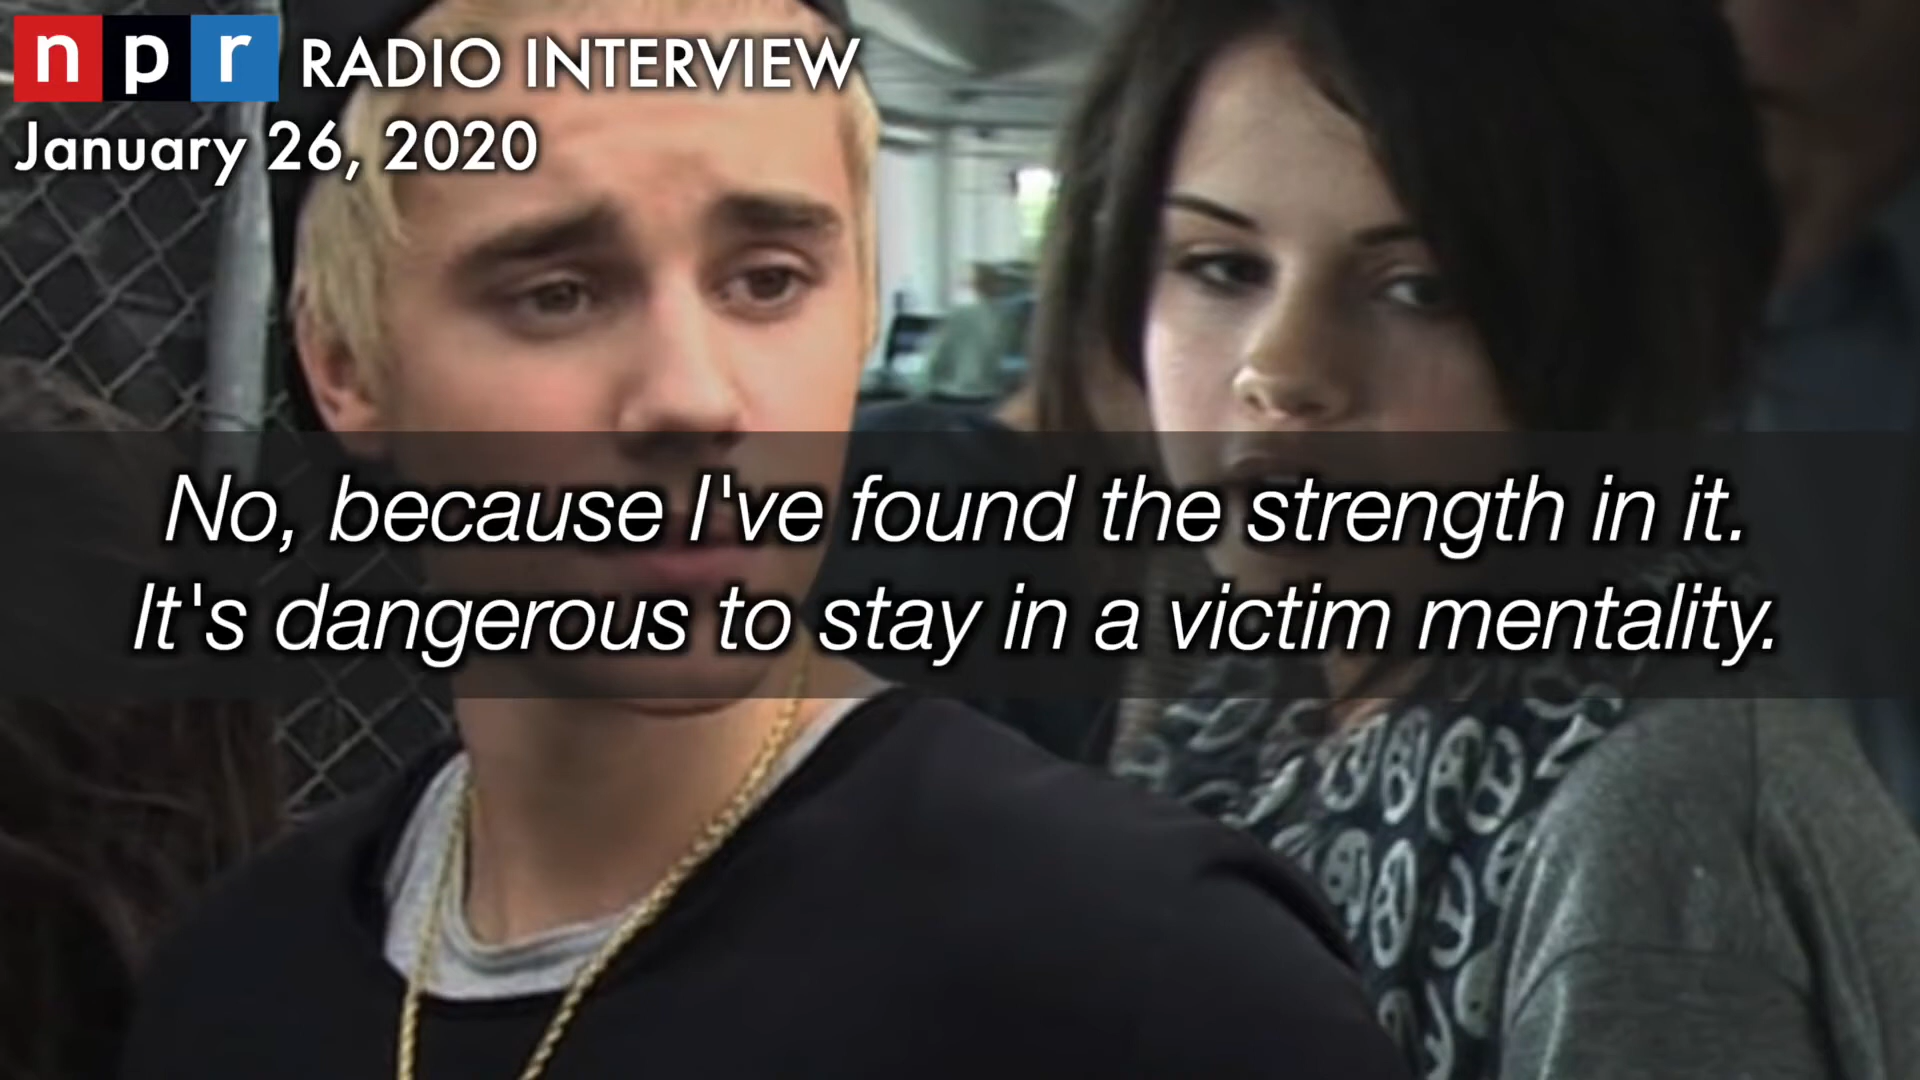 npr RADIO INTERVIEW
January 26, 2020
No, because I've found the strength in it.
It's dangerous to stay in a victim mentality.